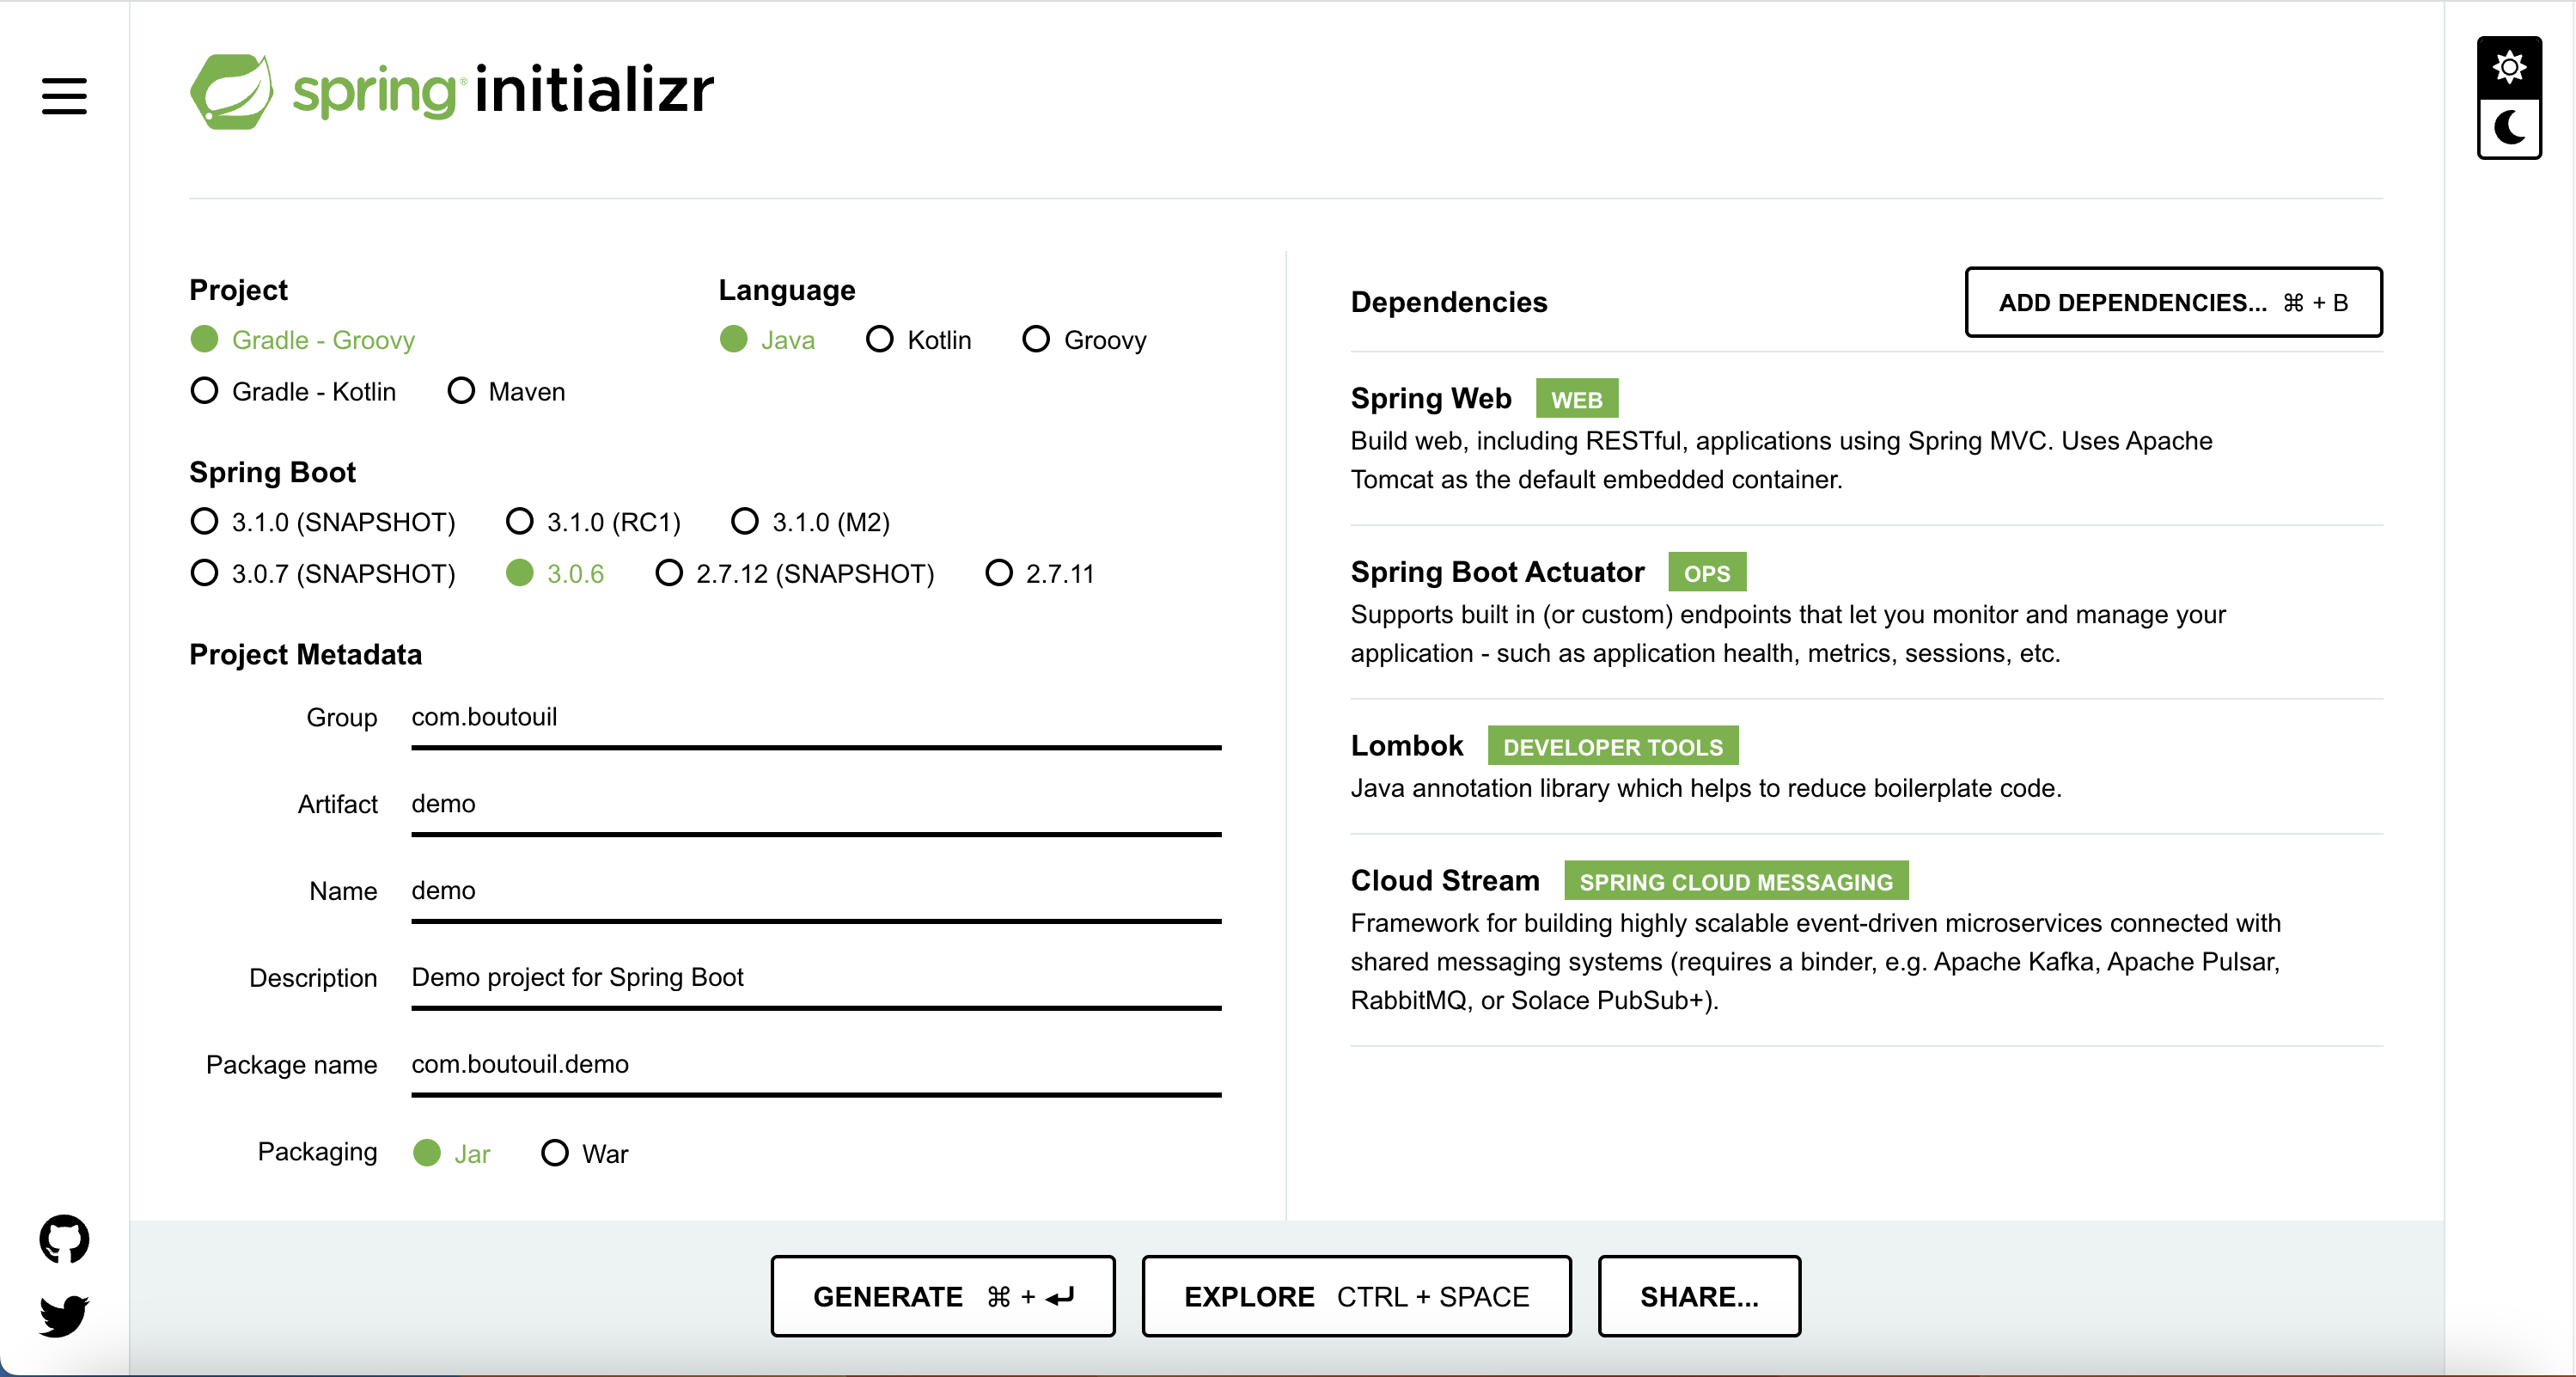 spring® initializr
Project
Gradle - Groovy
Gradle - Kotlin Maven
Language
Java Kotlin Groovy
Spring Boot
3.1.0 (SNAPSHOT) 3.1.0 (RC1) 3.1.0 (M2)
3.0.7 (SNAPSHOT) 3.0.6 2.7.12 (SNAPSHOT) 2.7.11
Project Metadata
Group com.boutouil
Artifact demo
Name demo
Description Demo project for Spring Boot
Package name com.boutouil.demo
Packaging Jar War
Dependencies ADD DEPENDENCIES... ⌘ + B
Spring Web WEB
Build web, including RESTful, applications using Spring MVC. Uses Apache
Tomcat as the default embedded container.
Spring Boot Actuator OPS
Supports built in (or custom) endpoints that let you monitor and manage your
application - such as application health, metrics, sessions, etc.
Lombok DEVELOPER TOOLS
Java annotation library which helps to reduce boilerplate code.
Cloud Stream SPRING CLOUD MESSAGING
Framework for building highly scalable event-driven microservices connected with
shared messaging systems (requires a binder, e.g. Apache Kafka, Apache Pulsar,
RabbitMQ, or Solace PubSub+).
GENERATE ⌘ + ⏎ EXPLORE CTRL + SPACE SHARE...